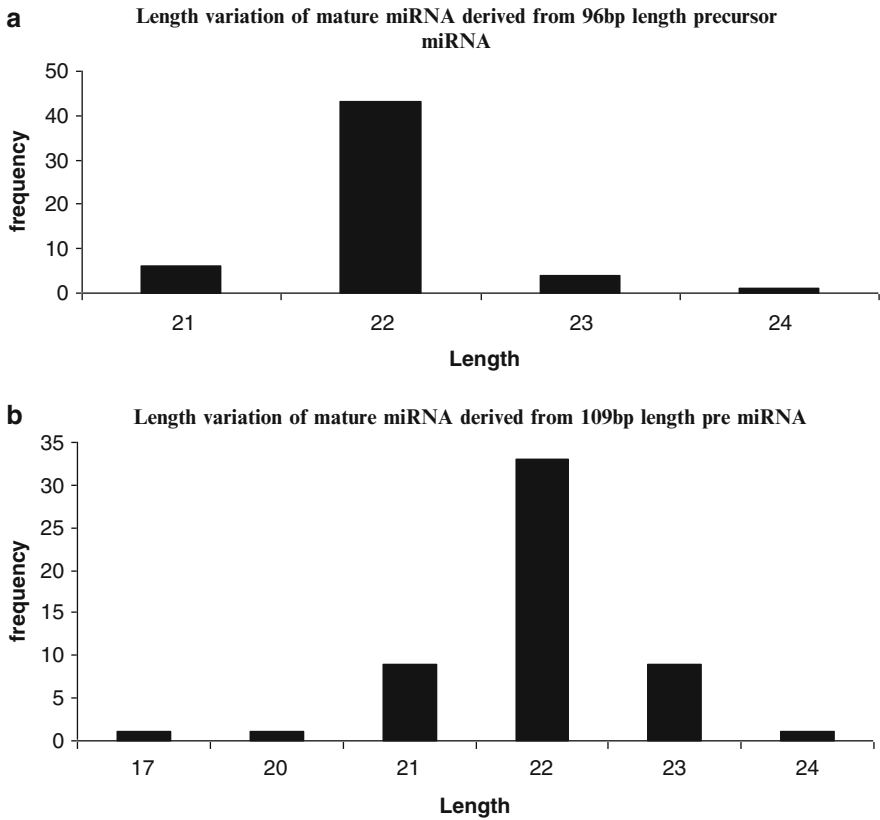 a
Length variation of mature miRNA derived from 96bp length precursor
miRNA
50
40
30
20
10
0
frequency
21 22 23 24
Length
b
Length variation of mature miRNA derived from 109bp length pre miRNA
35
30
25
20
15
10
5
0
frequency
17 20 21 22 23 24
Length